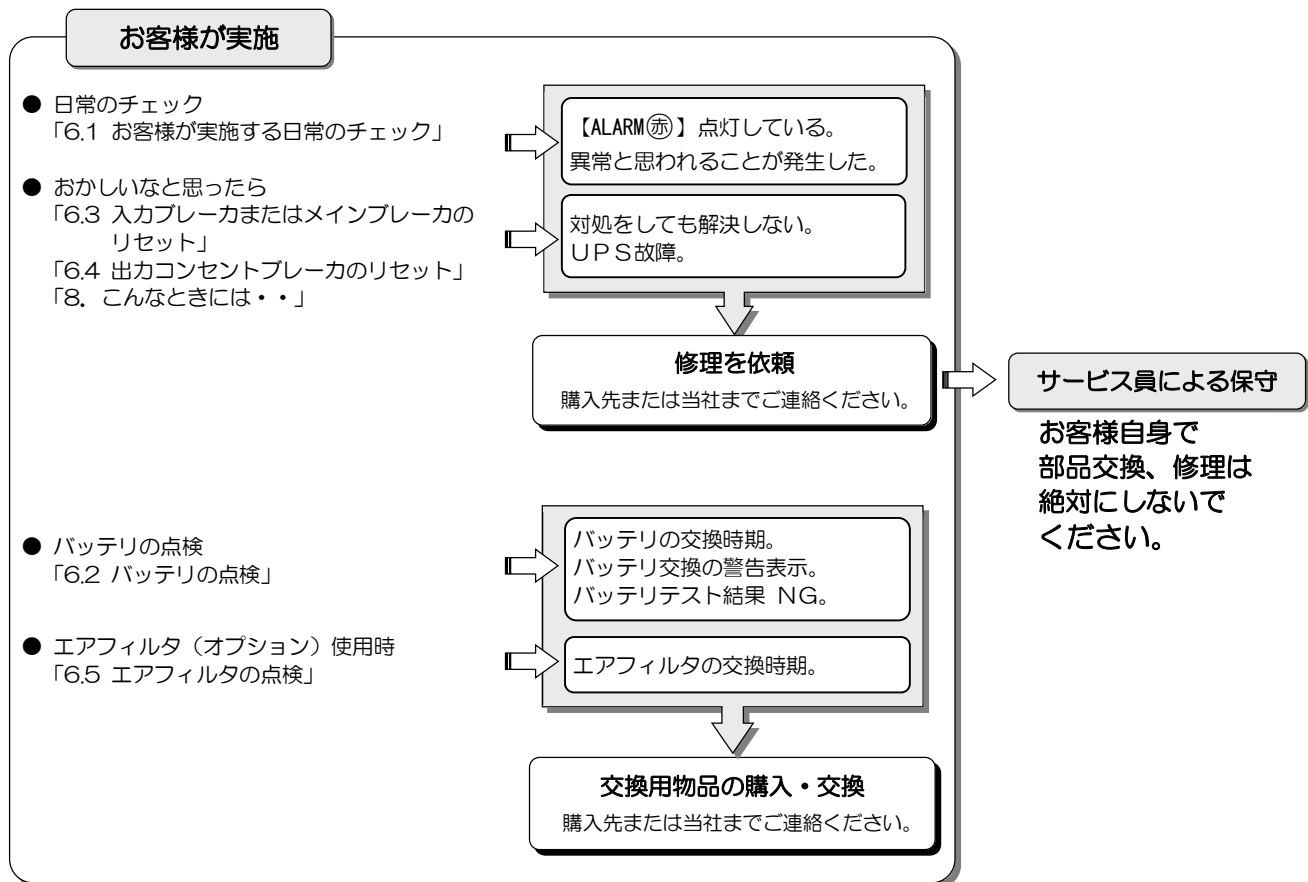 お客様が実施
● 日常のチェック
「6.1 お客様が実施する日常のチェック」
【ALARM㊤赤】点灯している。
異常と思われることが発生した。
● おかしいなと思ったら
「6.3 入力ブレーカまたはメインブレーカの
リセット」
「6.4 出力コンセントブレーカのリセット」
「8．こんなときには・・」
対処をしても解決しない。
ＵＰＳ故障。
修理を依頼
購入先または当社までご連絡ください。
サービス員による保守
お客様自身で
部品交換、修理は
絶対にしないで
ください。
● バッテリの点検
「6.2 バッテリの点検」
バッテリの交換時期。
バッテリ交換の警告表示。
バッテリテスト結果 ＮＧ。
● エアフィルタ（オプション）使用時
「6.5 エアフィルタの点検」
エアフィルタの交換時期。
交換用物品の購入・交換
購入先または当社までご連絡ください。